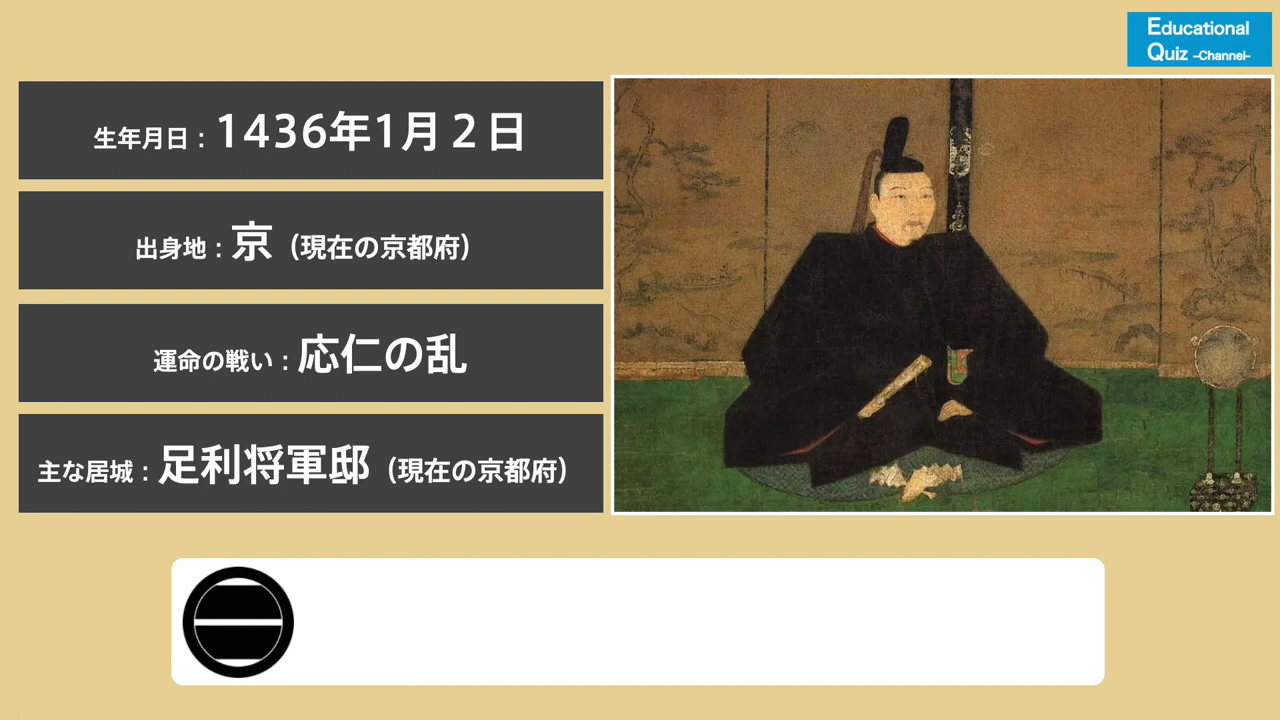 Educational
Quiz -Channel-
生年月日：1436年1月２日
出身地：京（現在の京都府）
運命の戦い：応仁の乱
主な居城：足利将軍邸（現在の京都府）